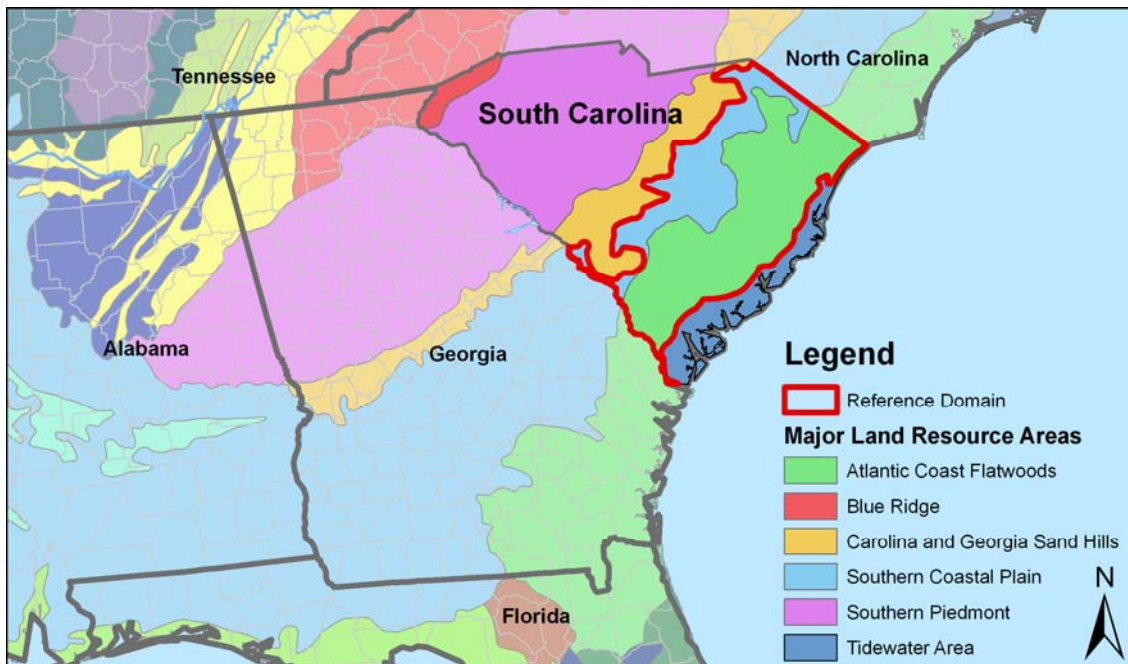 Tennessee
North Carolina
South Carolina
Alabama
Georgia
Florida
Legend
Reference Domain
Major Land Resource Areas
Atlantic Coast Flatwoods
Blue Ridge
Carolina and Georgia Sand Hills
Southern Coastal Plain
Southern Piedmont
Tidewater Area
N